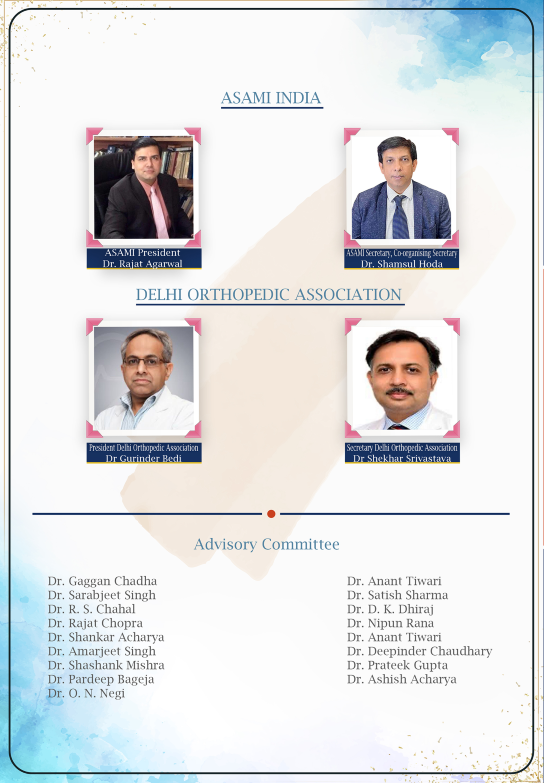 ASAMI INDIA
ASAMI President
Dr. Rajat Agarwal
ASAMI Secretary, Co-organising Secretary
Dr. Shamsul Hoda
DELHI ORTHOPEDIC ASSOCIATION
President Delhi Orthopedic Association
Dr Gurinder Bedi
Secretary Delhi Orthopedic Association
Dr Shekhar Srivastava
Advisory Committee
Dr. Gaggan Chadha
Dr. Sarabjeet Singh
Dr. R. S. Chahal
Dr. Rajat Chopra
Dr. Shankar Acharya
Dr. Amarjeet Singh
Dr. Shashank Mishra
Dr. Pardeep Bageja
Dr. O. N. Negi
Dr. Anant Tiwari
Dr. Satish Sharma
Dr. D. K. Dhiraj
Dr. Nipun Rana
Dr. Anant Tiwari
Dr. Deepinder Chaudhary
Dr. Prateek Gupta
Dr. Ashish Acharya